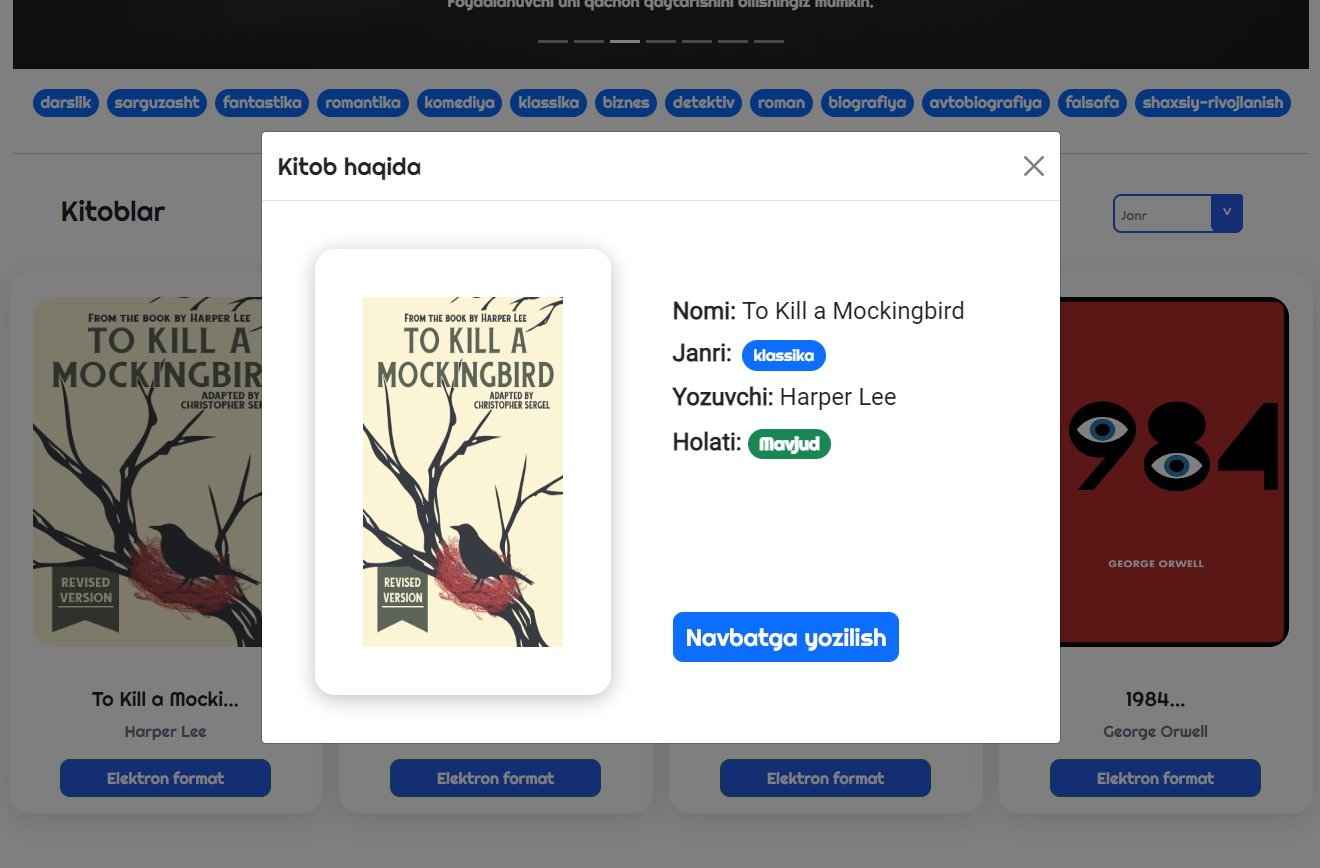 Foydalanuvchi uni qachon qaytarishini bilishingiz mumkin.
darslik sarguzasht fantastika romantika komediya klassika biznes detektiv roman biografiya avtobiografiya falsafa shaxsiy-rivojlanish
Kitob haqida
Kitoblar
Janr
v
FROM THE BOOK BY HARPER LEE
TO KILL A
MOCKINGBIR
ADAPTED BY
CHRISTOPHER SER
REVISED
VERSION
FROM THE BOOK BY HARPER LEE
TO KILL A
MOCKINGBIRD
ADAPTED BY
CHRISTOPHER SERGEL
REVISED
VERSION
Nomi: To Kill a Mockingbird
Janri: klassika
Yozuvchi: Harper Lee
Holati: Mavjud
Navbatga yozilish
984
GEORGE ORWELL
To Kill a Mocki...
Harper Lee
Elektron format
Elektron format
Elektron format
1984...
George Orwell
Elektron format